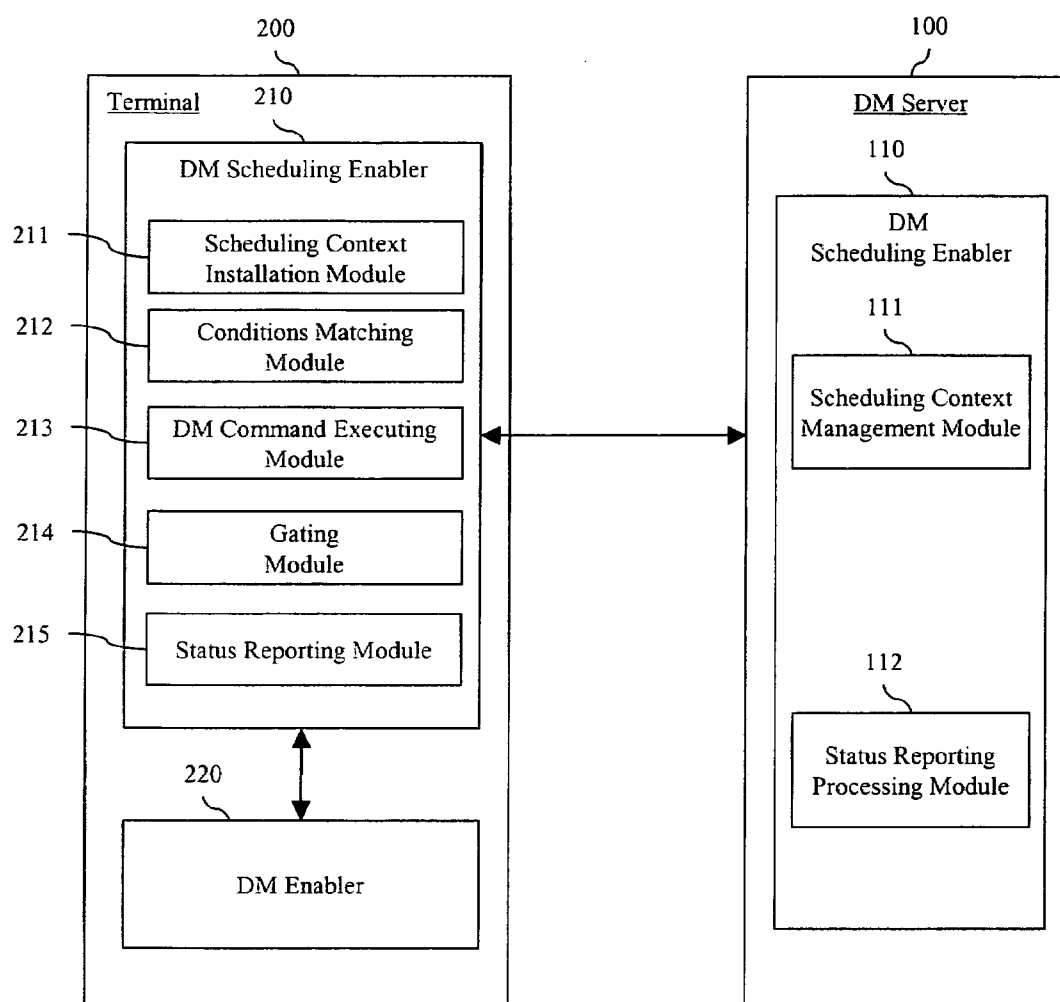 200
100
Terminal
210
DM Scheduling Enabler
211
Scheduling Context
Installation Module
212
Conditions Matching
Module
213
DM Command Executing
Module
214
Gating
Module
215
Status Reporting Module
220
DM Enabler
DM Server
110
DM
Scheduling Enabler
111
Scheduling Context
Management Module
112
Status Reporting
Processing Module